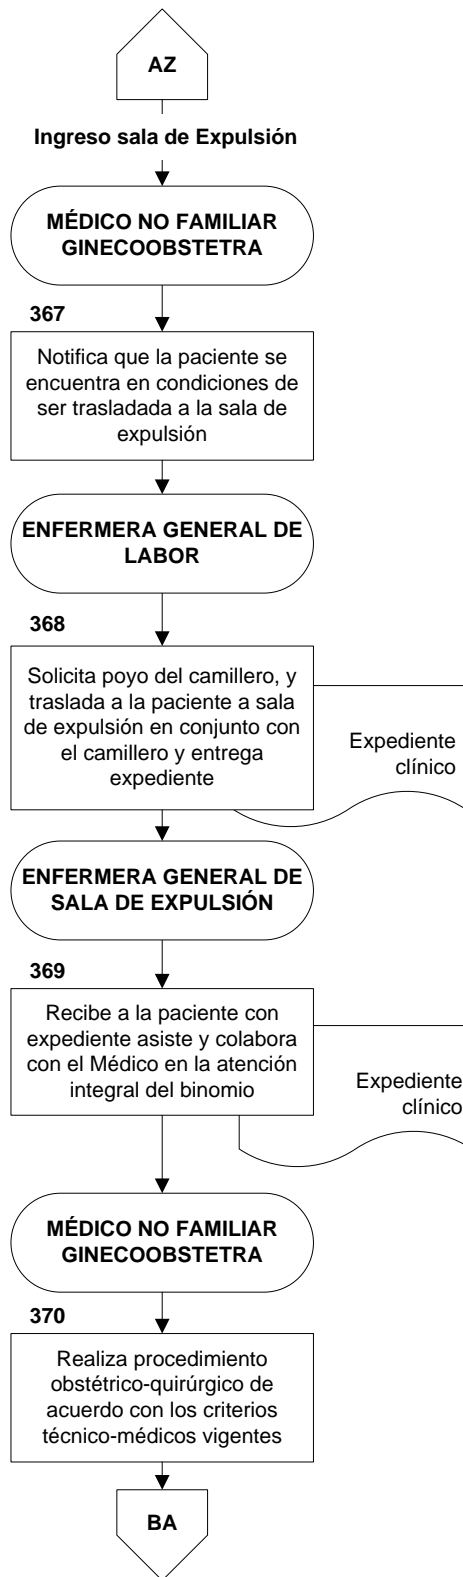 AZ
Ingreso sala de Expulsión
MÉDICO NO FAMILIAR
GINECOOBSTETRA
367
Notifica que la paciente se
encuentra en condiciones de
ser trasladada a la sala de
expulsión
ENFERMERA GENERAL DE
LABOR
368
Solicita poyo del camillero, y
traslada a la paciente a sala
de expulsión en conjunto con
el camillero y entrega
expediente
Expediente
clínico
ENFERMERA GENERAL DE
SALA DE EXPULSIÓN
369
Recibe a la paciente con
expediente asiste y colabora
con el Médico en la atención
integral del binomio
Expediente
clínico
MÉDICO NO FAMILIAR
GINECOOBSTETRA
370
Realiza procedimiento
obstétrico-quirúrgico de
acuerdo con los criterios
técnico-médicos vigentes
BA